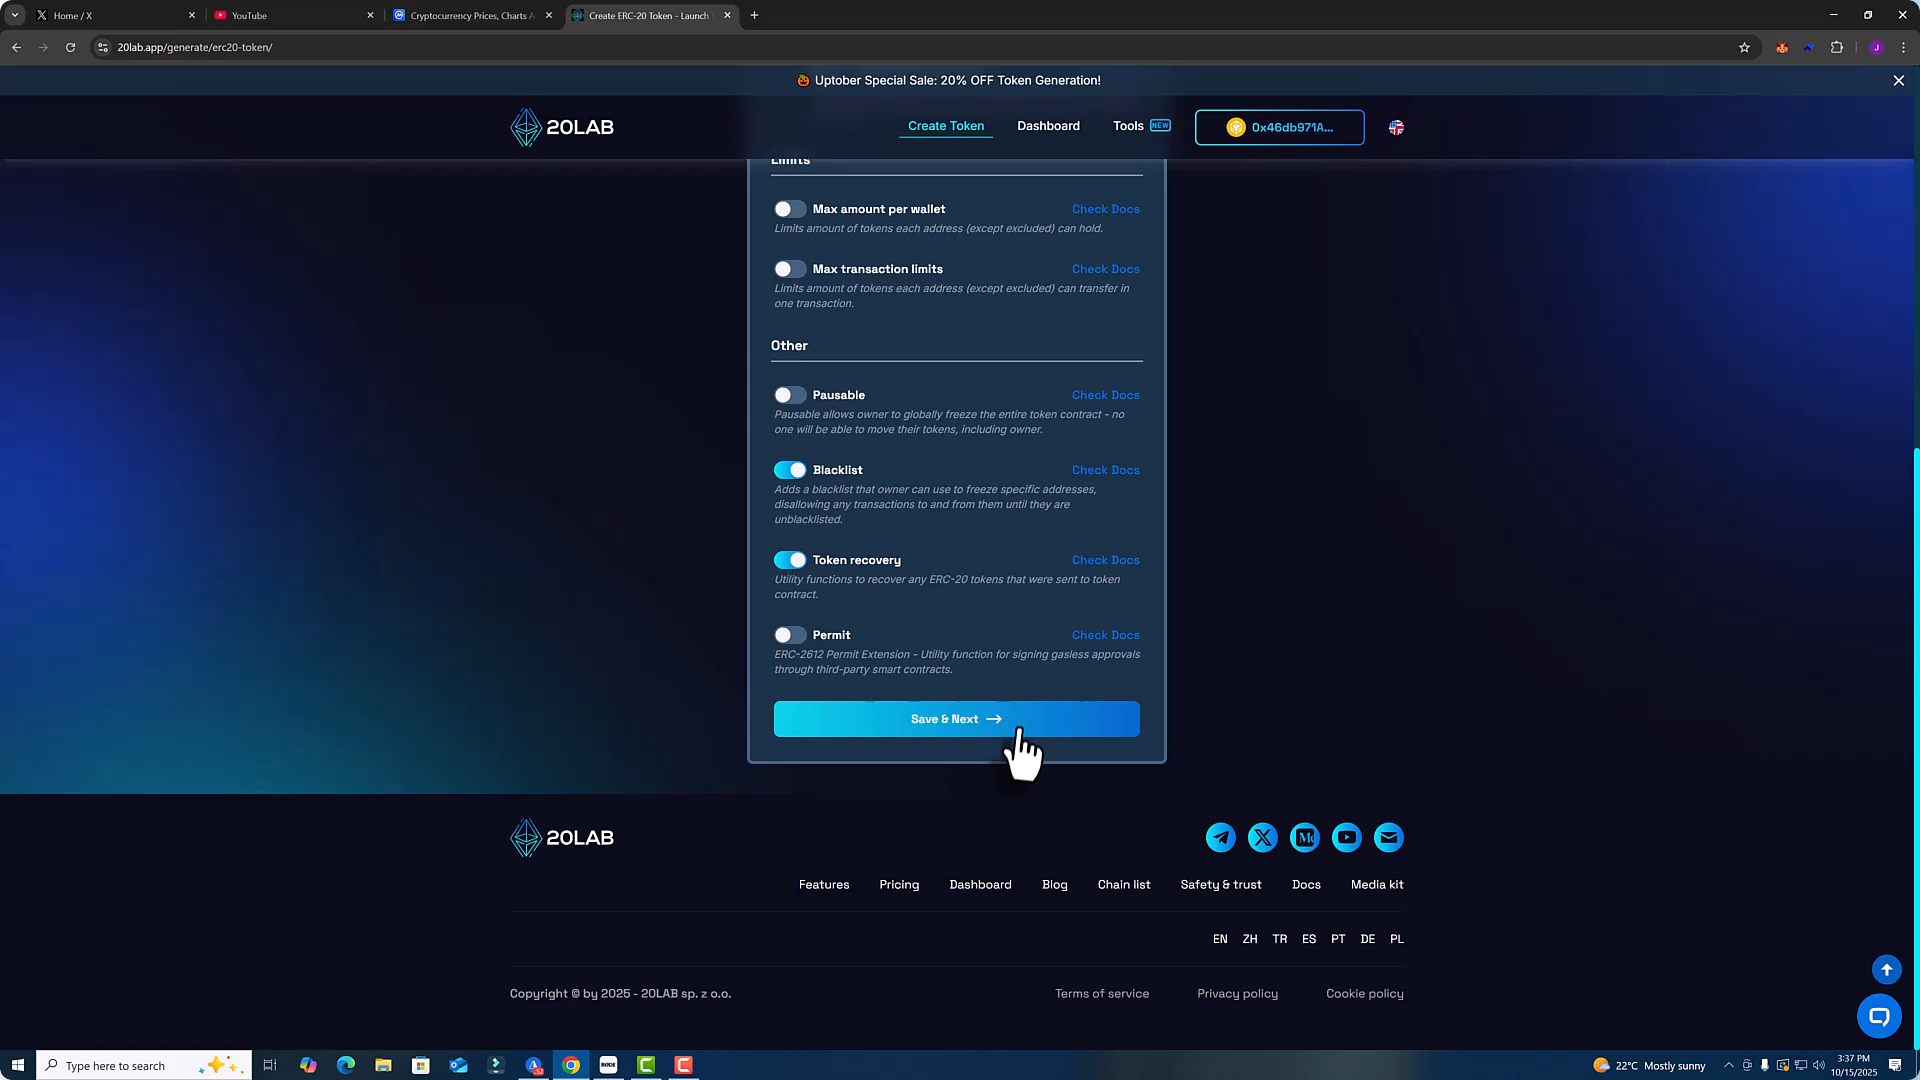 Home / X
YouTube
Cryptocurrency Prices, Charts A
Create ERC-20 Token - Launch
20lab.app/generate/erc20-token/
J
🎃 Uptober Special Sale: 20% OFF Token Generation!
20LAB
Create Token
Dashboard
Tools NEW
0x46db971A...
Limits
Max amount per wallet
Check Docs
Limits amount of tokens each address (except excluded) can hold.
Max transaction limits
Check Docs
Limits amount of tokens each address (except excluded) can transfer in
one transaction.
Other
Pausable
Check Docs
Pausable allows owner to globally freeze the entire token contract - no
one will be able to move their tokens, including owner.
Blacklist
Check Docs
Adds a blacklist that owner can use to freeze specific addresses,
disallowing any transactions to and from them until they are
unblacklisted.
Token recovery
Check Docs
Utility functions to recover any ERC-20 tokens that were sent to token
contract.
Permit
Check Docs
ERC-2612 Permit Extension - Utility function for signing gasless approvals
through third-party smart contracts.
Save & Next →
20LAB
Features
Pricing
Dashboard
Blog
Chain list
Safety & trust
Docs
Media kit
EN ZH TR ES PT DE PL
Copyright © by 2025 - 20LAB sp. z o.o.
Terms of service
Privacy policy
Cookie policy
Type here to search
RØDE
22°C Mostly sunny
3:37 PM
10/15/2025